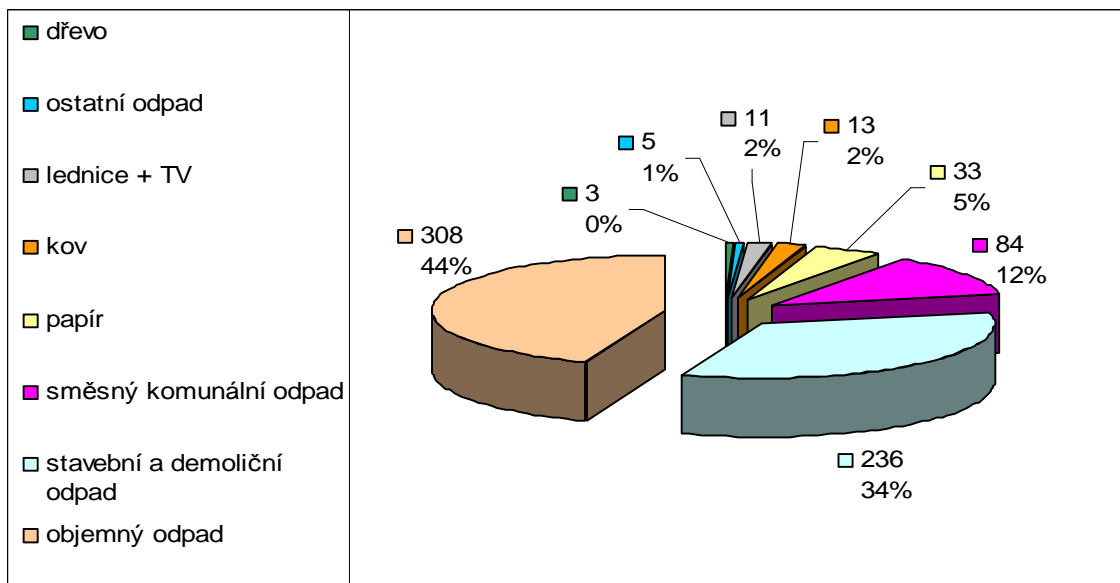 dřevo
ostatní odpad
lednice + TV
kov
papír
směsný komunální odpad
stavební a demoliční
odpad
objemný odpad
3
0%
5
1%
11
2%
13
2%
33
5%
84
12%
236
34%
308
44%